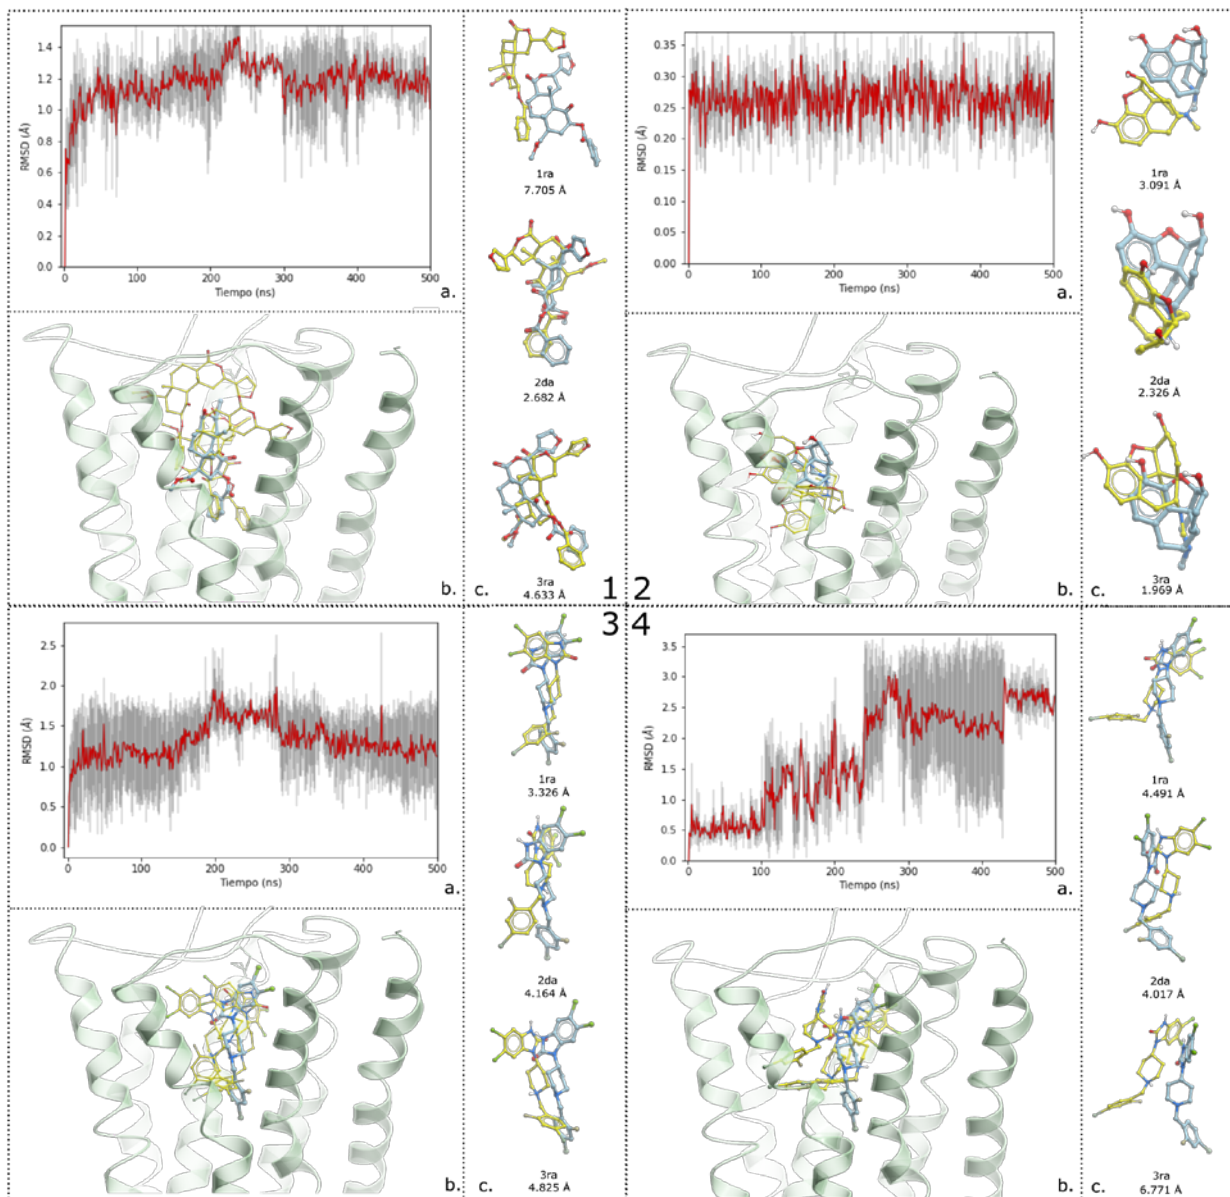 1.4
1.2
1.0
0.8
0.6
0.4
0.2
0.0
RMSD (Å)
0 100 200 300 400 500
Tiempo (ns)
a.
b.
1ra
7.705 Å
2da
2.682 Å
3ra
4.633 Å
c.
1
0.35
0.30
0.25
0.20
0.15
0.10
0.05
0.00
RMSD (Å)
0 100 200 300 400 500
Tiempo (ns)
a.
b.
1ra
3.091 Å
2da
2.326 Å
3ra
1.969 Å
c.
2
2.5
2.0
1.5
1.0
0.5
0.0
RMSD (Å)
0 100 200 300 400 500
Tiempo (ns)
a.
b.
1ra
3.326 Å
2da
4.164 Å
3ra
4.825 Å
c.
3
3.5
3.0
2.5
2.0
1.5
1.0
0.5
0.0
RMSD (Å)
0 100 200 300 400 500
Tiempo (ns)
a.
b.
1ra
4.491 Å
2da
4.017 Å
3ra
6.771 Å
c.
4